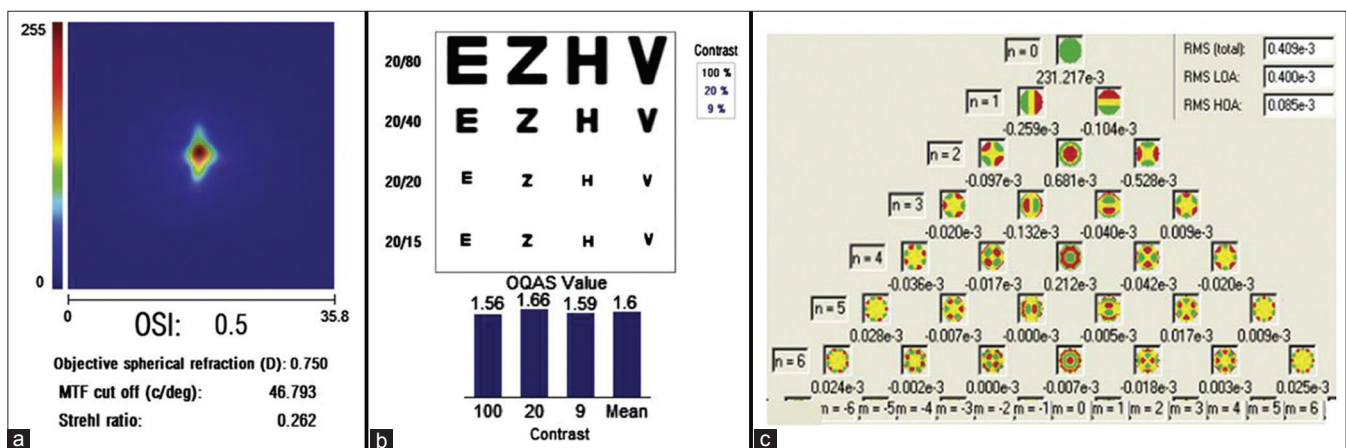 255
0
0 35.8
OSI: 0.5
Objective spherical refraction (D): 0.750
MTF cut off (c/deg): 46.793
Strehl ratio: 0.262
a
20/80 E Z H V
20/40 E Z H V
20/20 E Z H V
20/15 E Z H V
Contrast
100 %
20 %
9 %
OQAS Value
1.56 1.66 1.59 1.6
100 20 9 Mean
Contrast
b
n = 0
231.217e-3
RMS (total): 0.409e-3
RMS LOA: 0.400e-3
RMS HOA: 0.085e-3
n = 1
-0.259e-3 -0.104e-3
n = 2
-0.097e-3 0.681e-3 -0.528e-3
n = 3
-0.020e-3 -0.132e-3 -0.040e-3 0.009e-3
n = 4
-0.036e-3 -0.017e-3 0.212e-3 -0.042e-3 -0.020e-3
n = 5
0.028e-3 -0.007e-3 -0.000e-3 -0.005e-3 0.017e-3 0.009e-3
n = 6
0.024e-3 -0.002e-3 0.000e-3 -0.007e-3 -0.018e-3 0.003e-3 0.025e-3
m = -6 m = -5 m = -4 m = -3 m = -2 m = -1 m = 0 m = 1 m = 2 m = 3 m = 4 m = 5 m = 6
c